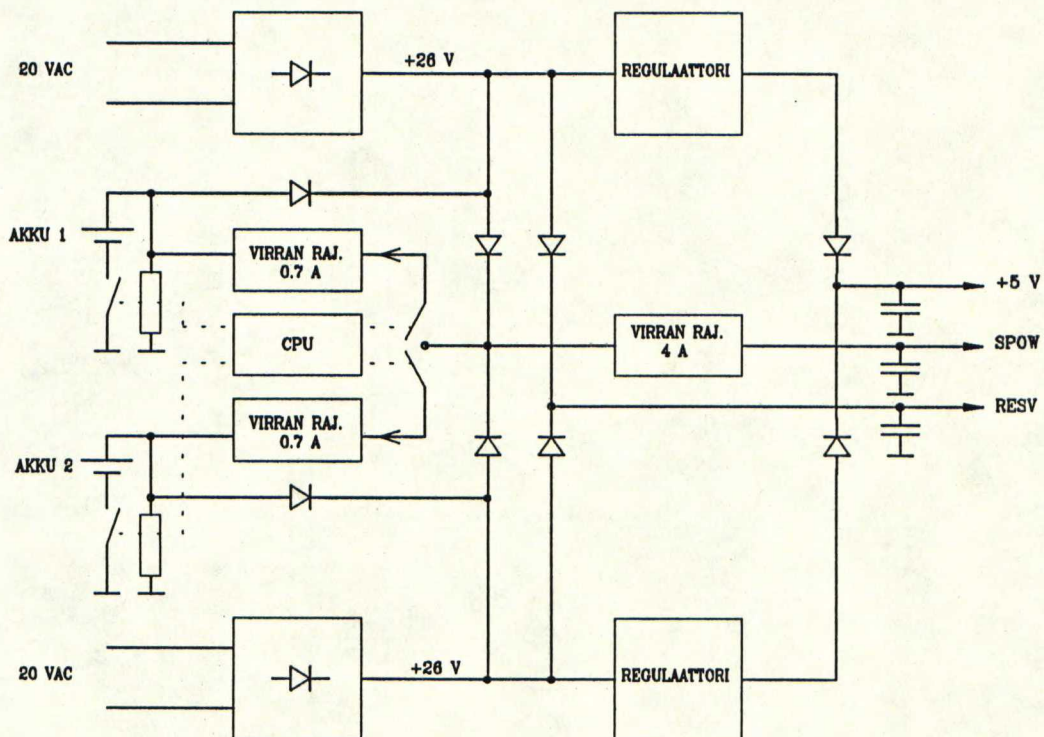 20 VAC
+26 V
REGULAATTORI
AKKU 1
VIRRAN RAJ.
0.7 A
+5 V
CPU
VIRRAN RAJ.
4 A
SPOW
RESV
VIRRAN RAJ.
0.7 A
AKKU 2
20 VAC
+26 V
REGULAATTORI